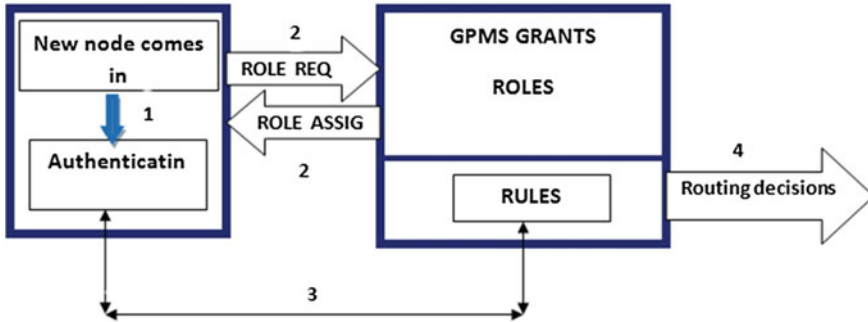 New node comes
in
1
Authenticatin
2
ROLE REQ
ROLE ASSIG
2
GPMS GRANTS
ROLES
RULES
3
4
Routing decisions